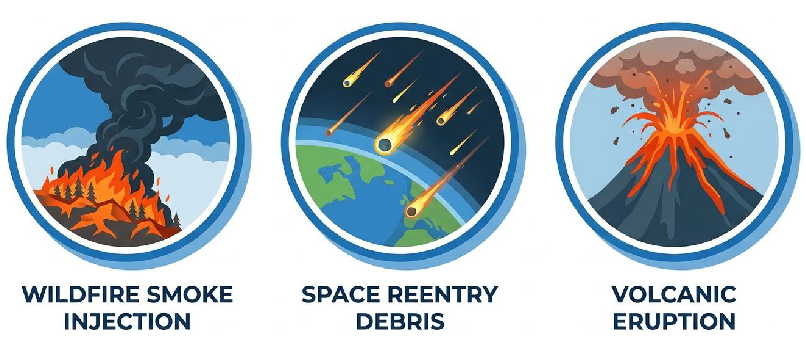 WILDFIRE SMOKE
INJECTION
SPACE REENTRY
DEBRIS
VOLCANIC
ERUPTION